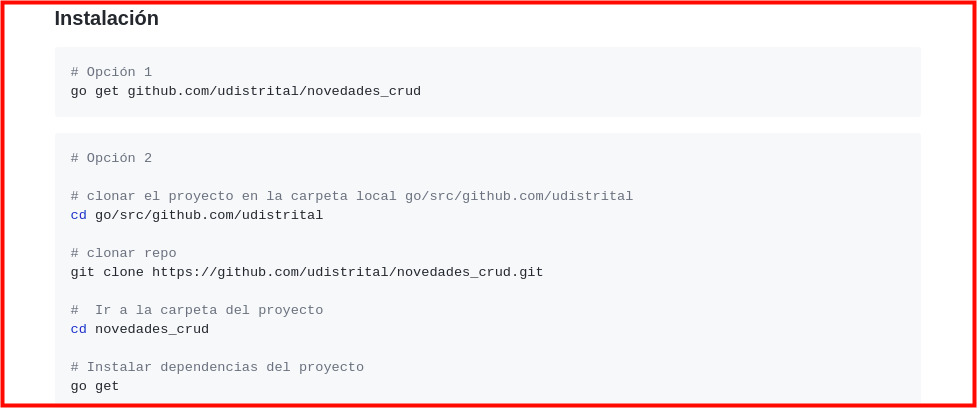 Instalación
# Opción 1
go get github.com/udistrital/novedades_crud
# Opción 2
# clonar el proyecto en la carpeta local go/src/github.com/udistrital
cd go/src/github.com/udistrital
# clonar repo
git clone https://github.com/udistrital/novedades_crud.git
#  Ir a la carpeta del proyecto
cd novedades_crud
# Instalar dependencias del proyecto
go get